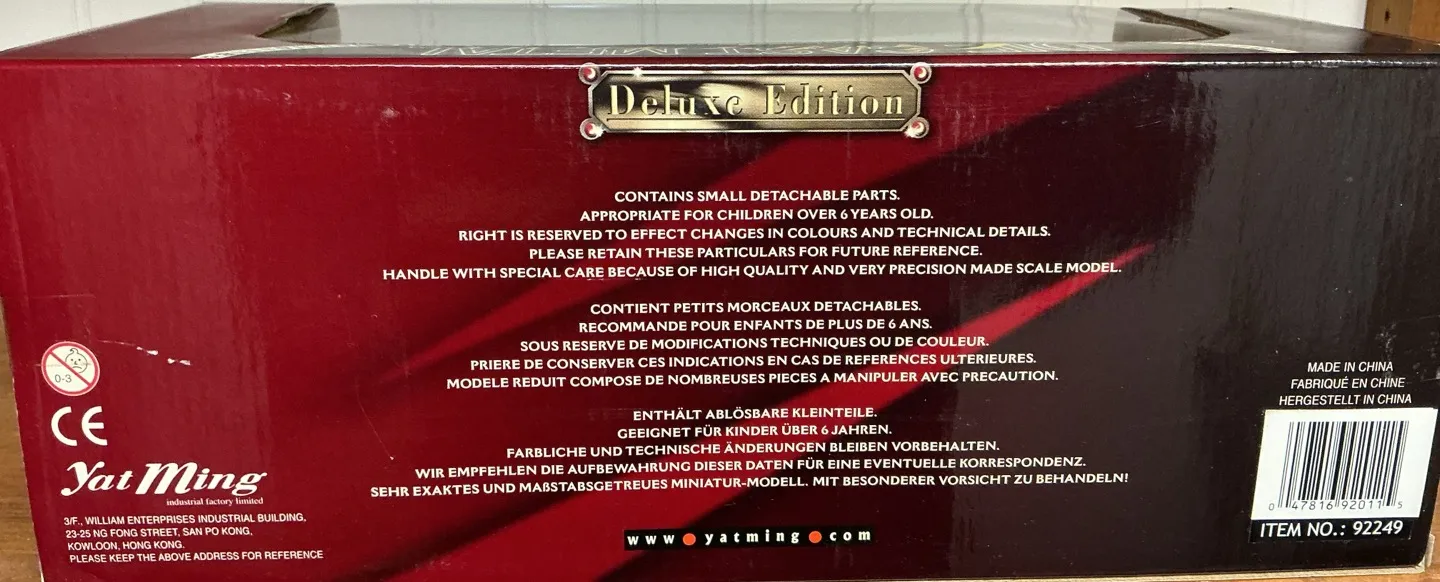 Deluxe Edition
CONTAINS SMALL DETACHABLE PARTS.
APPROPRIATE FOR CHILDREN OVER 6 YEARS OLD.
RIGHT IS RESERVED TO EFFECT CHANGES IN COLOURS AND TECHNICAL DETAILS.
PLEASE RETAIN THESE PARTICULARS FOR FUTURE REFERENCE.
HANDLE WITH SPECIAL CARE BECAUSE OF HIGH QUALITY AND VERY PRECISION MADE SCALE MODEL.
CONTIENT PETITS MORCEAUX DETACHABLES.
RECOMMANDE POUR ENFANTS DE PLUS DE 6 ANS.
SOUS RESERVE DE MODIFICATIONS TECHNIQUES OU DE COULEUR.
PRIERE DE CONSERVER CES INDICATIONS EN CAS DE REFERENCES ULTERIEURES.
MODELE REDUIT COMPOSE DE NOMBREUSES PIECES A MANIPULER AVEC PRECAUTION.
ENTHÄLT ABLÖSBARE KLEINTEILE.
GEEIGNET FÜR KINDER ÜBER 6 JAHREN.
FARBLICHE UND TECHNISCHE ÄNDERUNGEN BLEIBEN VORBEHALTEN.
WIR EMPFEHLEN DIE AUFBEWAHRUNG DIESER DATEN FÜR EINE EVENTUELLE KORRESPONDENZ.
SEHR EXAKTES UND MAßSTABSGETREUES MINIATUR-MODELL. MIT BESONDERER VORSICHT ZU BEHANDELN!
www.yatming.com
0-3
CE
Yat Ming
industrial factory limited
3/F., WILLIAM ENTERPRISES INDUSTRIAL BUILDING,
23-25 NG FONG STREET, SAN PO KONG,
KOWLOON, HONG KONG.
PLEASE KEEP THE ABOVE ADDRESS FOR REFERENCE
MADE IN CHINA
FABRIQUÉ EN CHINE
HERGESTELLT IN CHINA
0 47816 92011 5
ITEM NO.: 92249